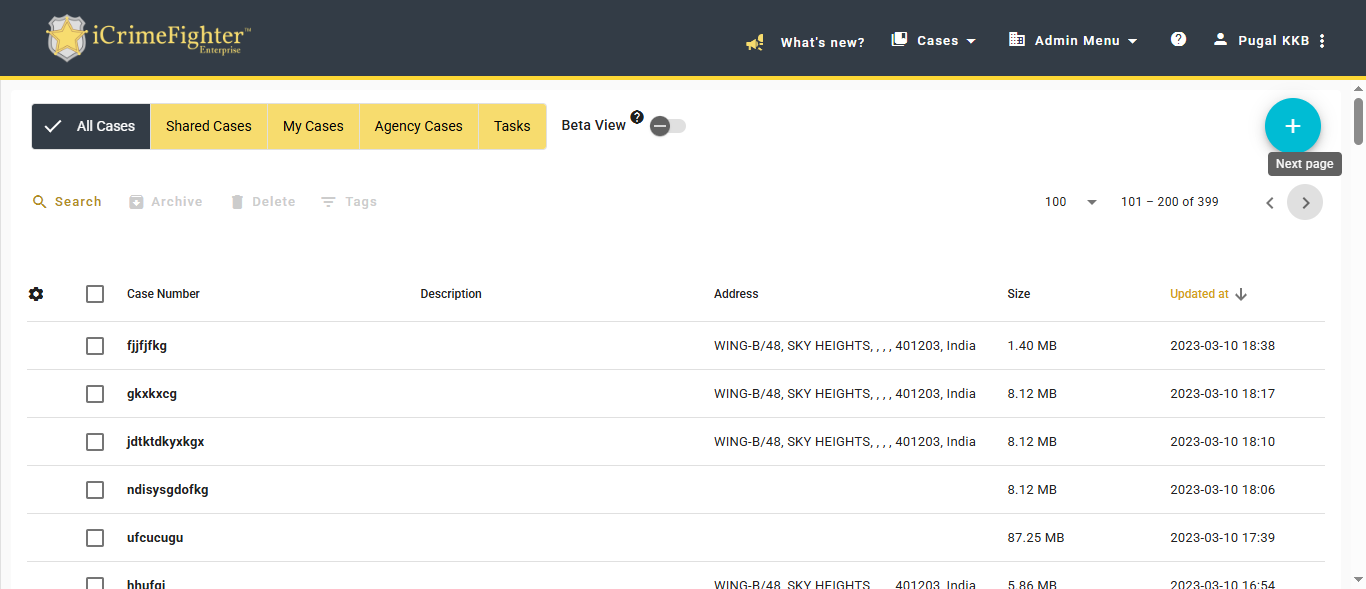 iCrimeFighter™
Enterprise
What's new?
Cases
Admin Menu
?
Pugal KKB
All Cases
Shared Cases
My Cases
Agency Cases
Tasks
Beta View
?
+
Next page
Search
Archive
Delete
Tags
100
101 – 200 of 399
Case Number Description Address Size Updated at
fjjfjfkg WING-B/48, SKY HEIGHTS, , , , 401203, India 1.40 MB 2023-03-10 18:38
gkxkxcg WING-B/48, SKY HEIGHTS, , , , 401203, India 8.12 MB 2023-03-10 18:17
jdtktdkyxkgx WING-B/48, SKY HEIGHTS, , , , 401203, India 8.12 MB 2023-03-10 18:10
ndisysgdofkg 8.12 MB 2023-03-10 18:06
ufcucugu 87.25 MB 2023-03-10 17:39
WING-B/48, SKY HEIGHTS 401203, India 5.86 MB 2023-03-10 16:54